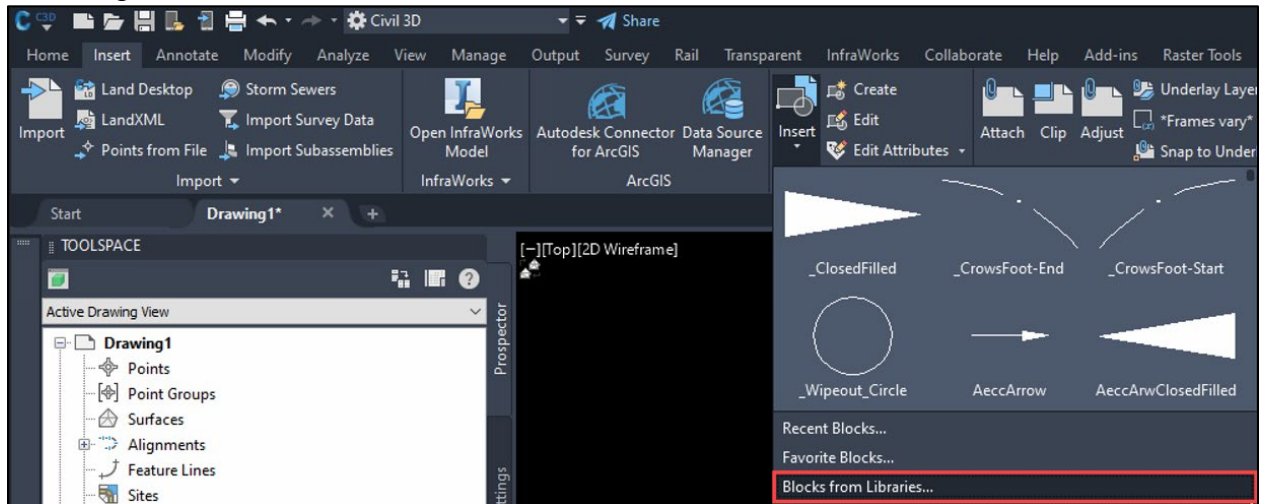 C3D Civil 3D Share
Home Insert Annotate Modify Analyze View Manage Output Survey Rail Transparent InfraWorks Collaborate Help Add-ins Raster Tools
Import
Land Desktop
LandXML
Points from File
Storm Sewers
Import Survey Data
Import Subassemblies
Open InfraWorks
Model
Autodesk Connector
for ArcGIS
Data Source
Manager
Insert
Create
Edit
Edit Attributes
Attach Clip Adjust
Underlay Laye
*Frames vary*
Snap to Under
Import InfraWorks ArcGIS
Start Drawing1*
TOOLSPACE
Active Drawing View
Drawing1
Points
Point Groups
Surfaces
Alignments
Feature Lines
Sites
Prospector
ttings
[-][Top][2D Wireframe]
_ClosedFilled _CrowsFoot-End _CrowsFoot-Start
_Wipeout_Circle AeccArrow AeccArwClosedFilled
Recent Blocks...
Favorite Blocks...
Blocks from Libraries...